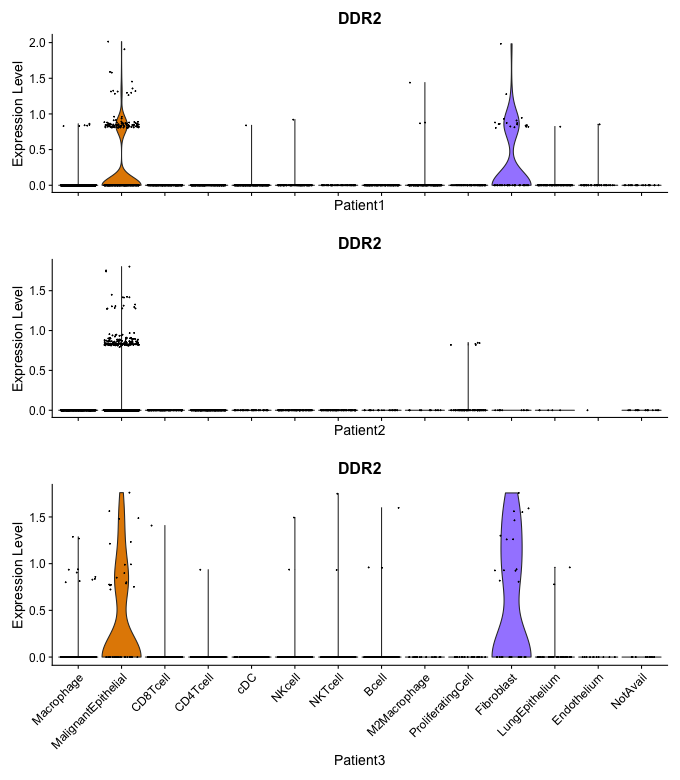 DDR2
Expression Level
2.0
1.5
1.0
0.5
0.0
Patient1
DDR2
Expression Level
1.5
1.0
0.5
0.0
Patient2
DDR2
Expression Level
1.5
1.0
0.5
0.0
Macrophage
MalignantEpithelial
CD8Tcell
CD4Tcell
cDC
NKcell
NKTcell
Bcell
M2Macrophage
ProliferatingCell
Fibroblast
LungEpithelium
Endothelium
NotAvail
Patient3